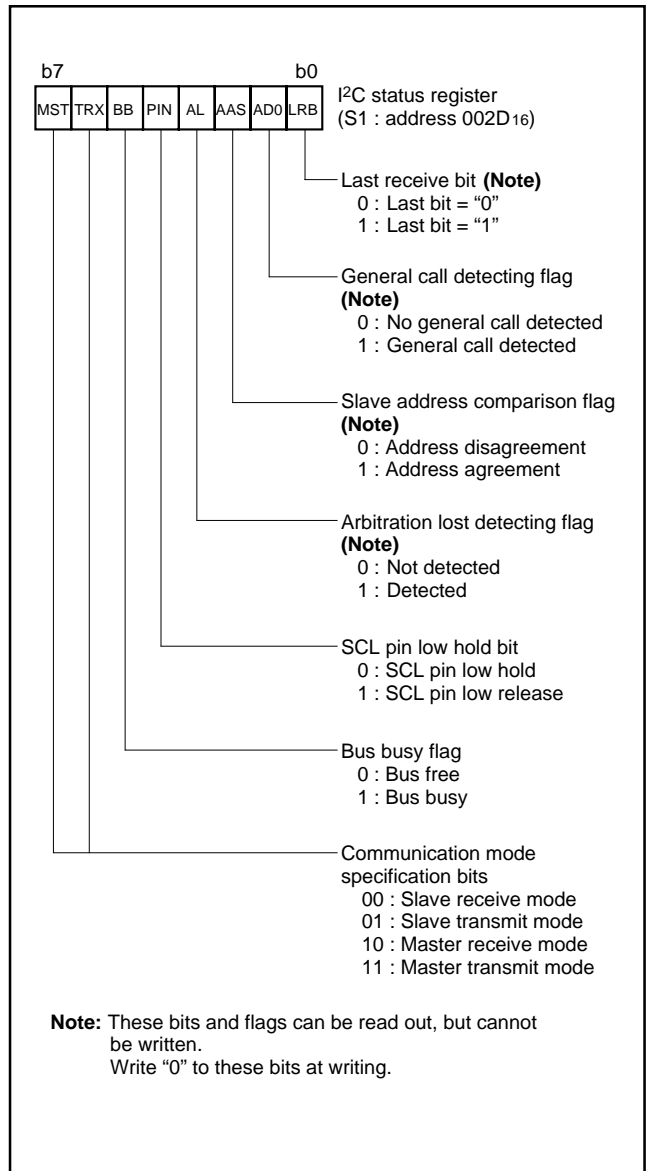 b7 b0
MST TRX BB PIN AL AAS AD0 LRB
I2C status register
(S1 : address 002D16)
Last receive bit (Note)
0 : Last bit = “0”
1 : Last bit = “1”
General call detecting flag
(Note)
0 : No general call detected
1 : General call detected
Slave address comparison flag
(Note)
0 : Address disagreement
1 : Address agreement
Arbitration lost detecting flag
(Note)
0 : Not detected
1 : Detected
SCL pin low hold bit
0 : SCL pin low hold
1 : SCL pin low release
Bus busy flag
0 : Bus free
1 : Bus busy
Communication mode
specification bits
00 : Slave receive mode
01 : Slave transmit mode
10 : Master receive mode
11 : Master transmit mode
Note: These bits and flags can be read out, but cannot
be written.
Write “0” to these bits at writing.